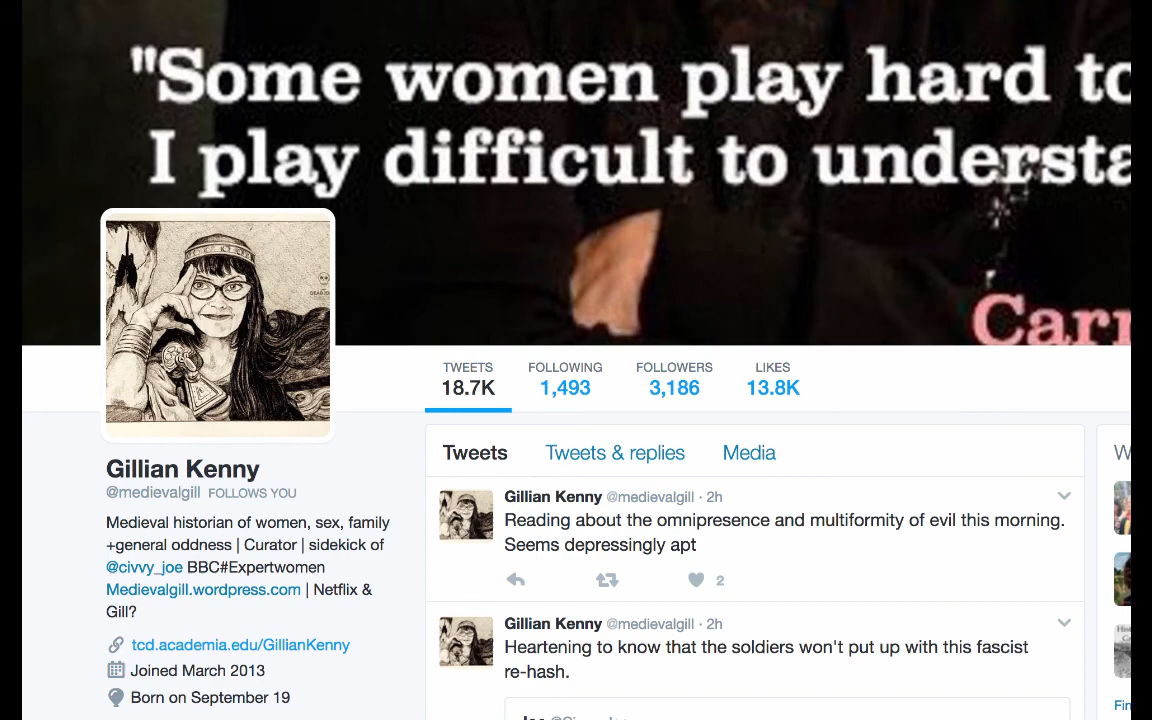 "Some women play hard to
I play difficult to understa
Carr
TWEETS FOLLOWING FOLLOWERS LIKES
18.7K 1,493 3,186 13.8K
Gillian Kenny
@medievalgill FOLLOWS YOU
Medieval historian of women, sex, family
+general oddness | Curator | sidekick of
@civvy_joe BBC#Expertwomen
Medievalgill.wordpress.com | Netflix &
Gill?
tcd.academia.edu/GillianKenny
Joined March 2013
Born on September 19
Tweets Tweets & replies Media
Gillian Kenny @medievalgill · 2h
Reading about the omnipresence and multiformity of evil this morning.
Seems depressingly apt
2
Gillian Kenny @medievalgill · 2h
Heartening to know that the soldiers won't put up with this fascist
re-hash.
W
Fin